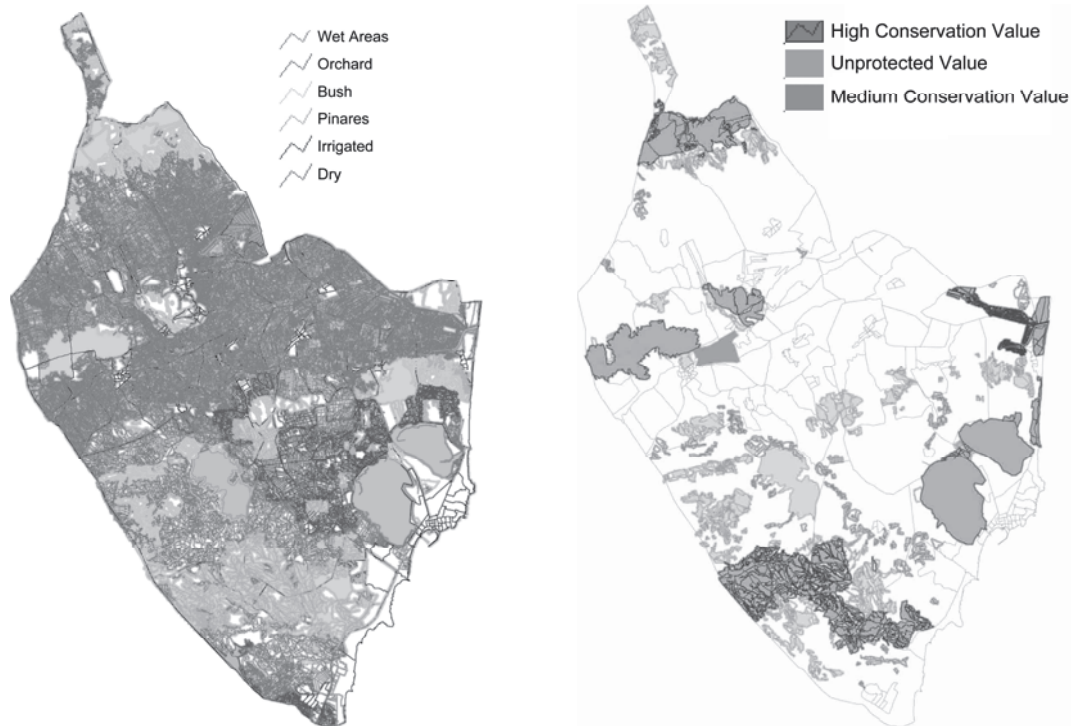 Wet Areas
Orchard
Bush
Pinares
Irrigated
Dry
High Conservation Value
Unprotected Value
Medium Conservation Value